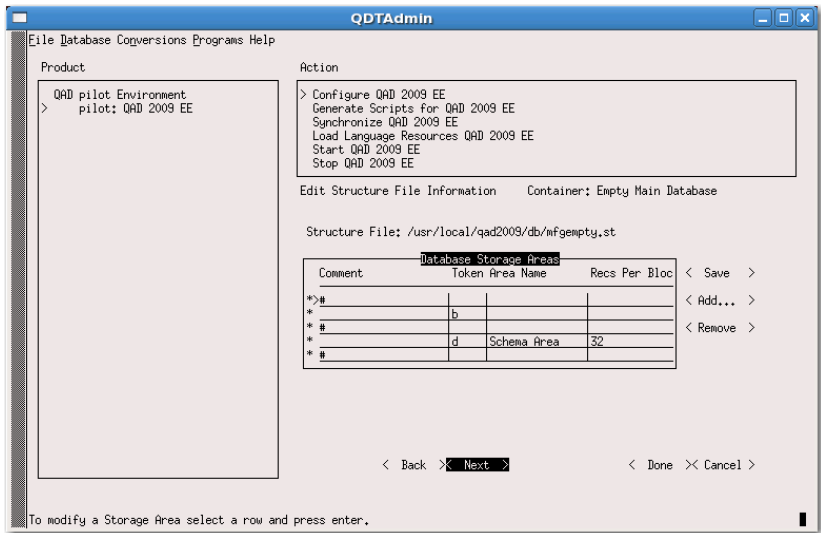 QDTAdmin
File Database Conversions Programs Help
Product
QAD pilot Environment
> pilot: QAD 2009 EE
Action
> Configure QAD 2009 EE
Generate Scripts for QAD 2009 EE
Synchronize QAD 2009 EE
Load Language Resources QAD 2009 EE
Start QAD 2009 EE
Stop QAD 2009 EE
Edit Structure File Information Container: Empty Main Database
Structure File: /usr/local/qad2009/db/mfgempty.st
Database Storage Areas
Comment Token Area Name Recs Per Bloc
*>#
* b
* #
* d Schema Area 32
* #
< Save >
< Add... >
< Remove >
< Back >< Next > < Done >< Cancel >
To modify a Storage Area select a row and press enter.